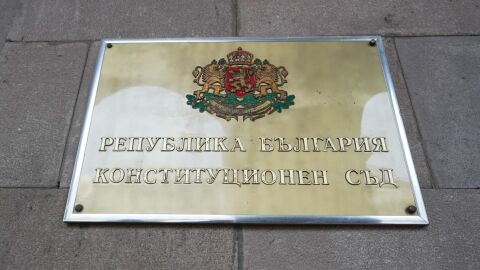 РЕПУБЛИКА БЪЛГАРИЯ
КОНСТИТУЦИОНЕН СЪД